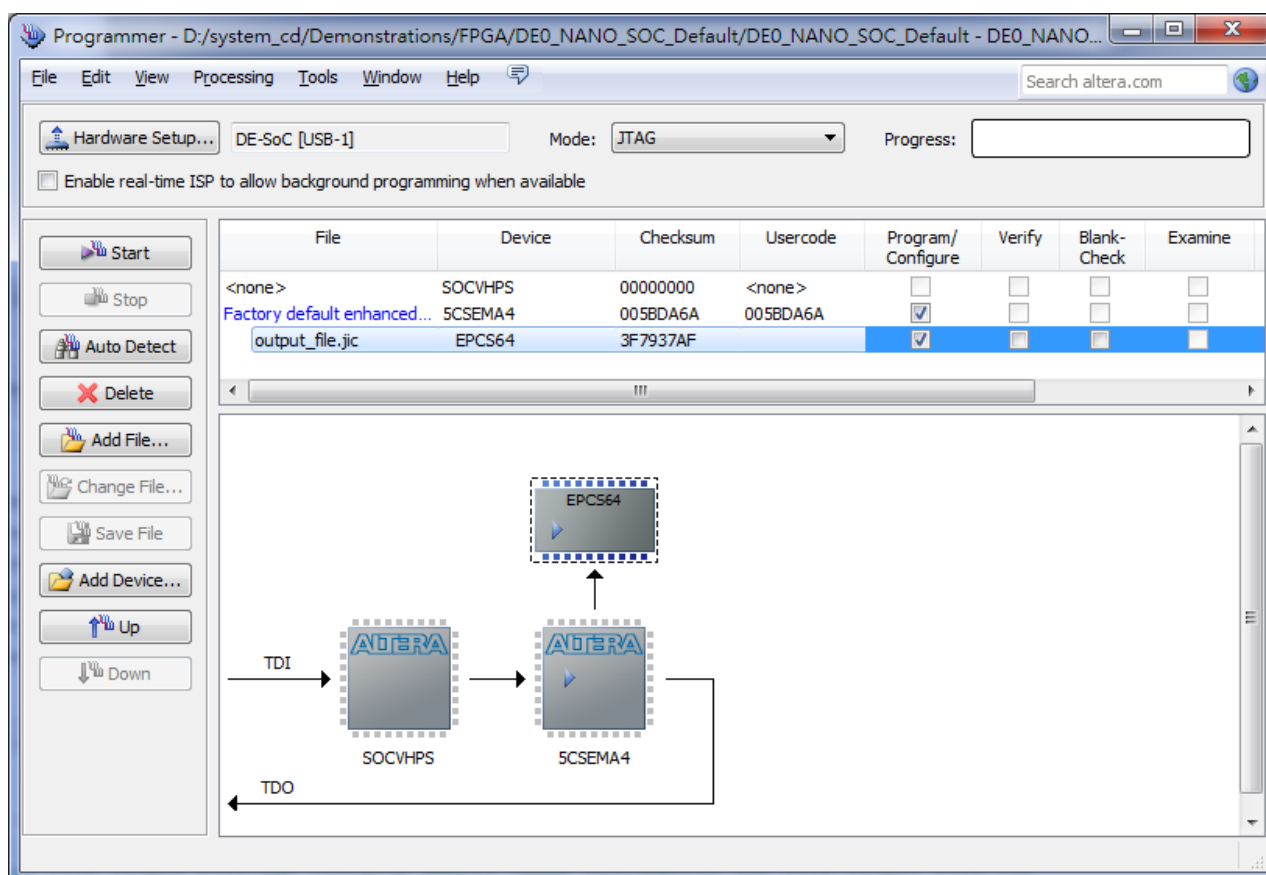 Programmer - D:/system_cd/Demonstrations/FPGA/DE0_NANO_SOC_Default/DE0_NANO_SOC_Default - DE0_NANO...
File Edit View Processing Tools Window Help Search altera.com
Hardware Setup... DE-SoC [USB-1] Mode: JTAG Progress:
Enable real-time ISP to allow background programming when available
Start
Stop
Auto Detect
Delete
Add File...
Change File...
Save File
Add Device...
Up
Down
File Device Checksum Usercode Program/ Configure Verify Blank- Check Examine
<none> SOCVHPS 00000000 <none>
Factory default enhanced... 5CSEMA4 005BDA6A 005BDA6A
output_file.jic EPCS64 3F7937AF
EPCS64
TDI
ALTERA
ALTERA
SOCVHPS
5CSEMA4
TDO